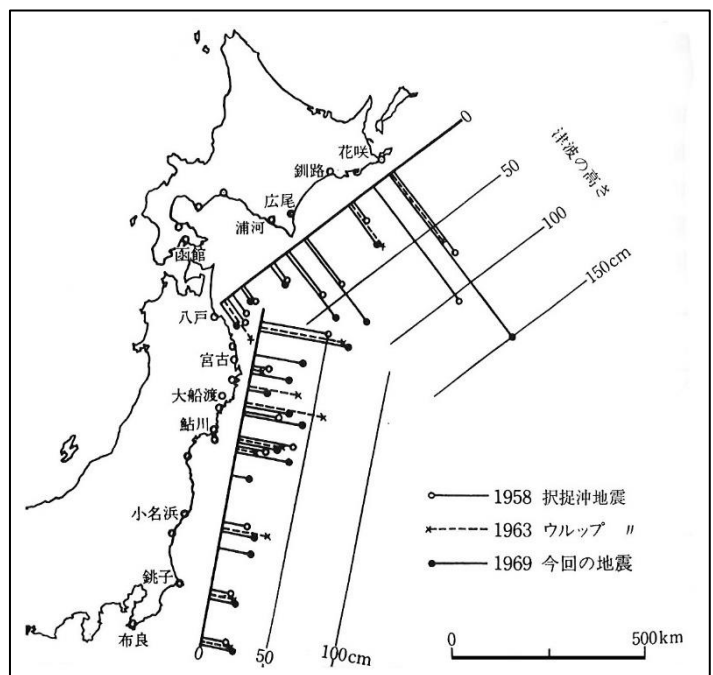 花咲
釧路
広尾
浦河
函館
八戸
宮古
大船渡
鮎川
小名浜
銚子
布良
0
50
100
150cm
津波の高さ
0
50
100cm
1958 択捉沖地震
1963 ウルップ 〃
1969 今回の地震
0
500km